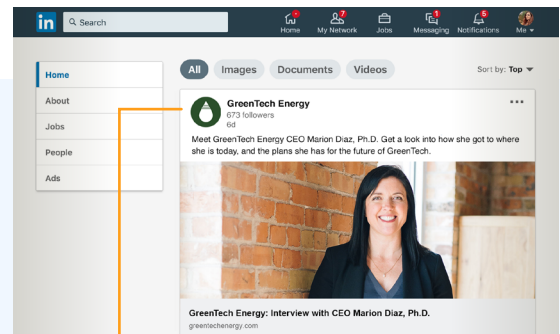 in
Search
Home
7
My Network
Jobs
1
Messaging
5
Notifications
Me
Home
About
Jobs
People
Ads
All
Images
Documents
Videos
Sort by: Top
GreenTech Energy
673 followers
6d
Meet GreenTech Energy CEO Marion Diaz, Ph.D. Get a look into how she got to where
she is today, and the plans she has for the future of GreenTech.
GreenTech Energy: Interview with CEO Marion Diaz, Ph.D.
greentechenergy.com